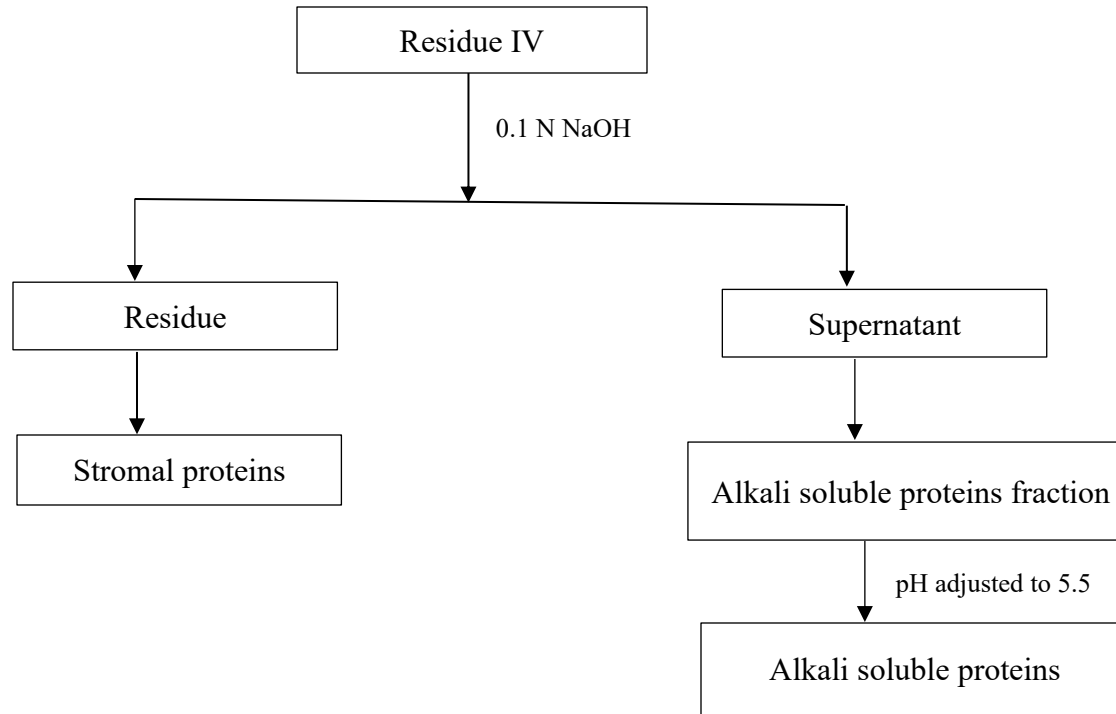 Residue IV
0.1 N NaOH
Residue
Supernatant
Stromal proteins
Alkali soluble proteins fraction
pH adjusted to 5.5
Alkali soluble proteins